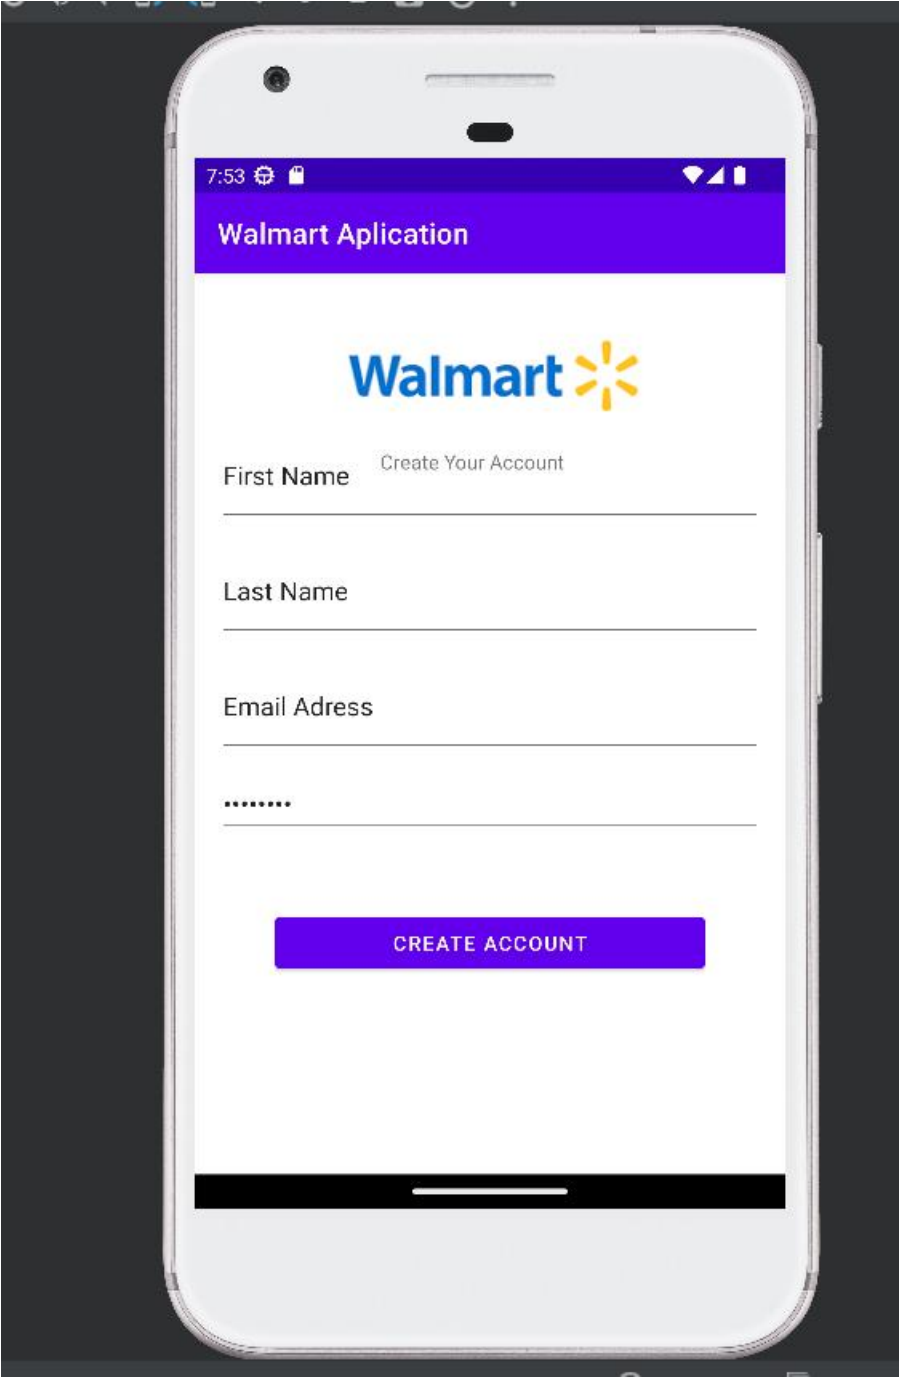 7:53
Walmart Aplication
Walmart
Create Your Account
First Name
Last Name
Email Adress
••••••••
CREATE ACCOUNT